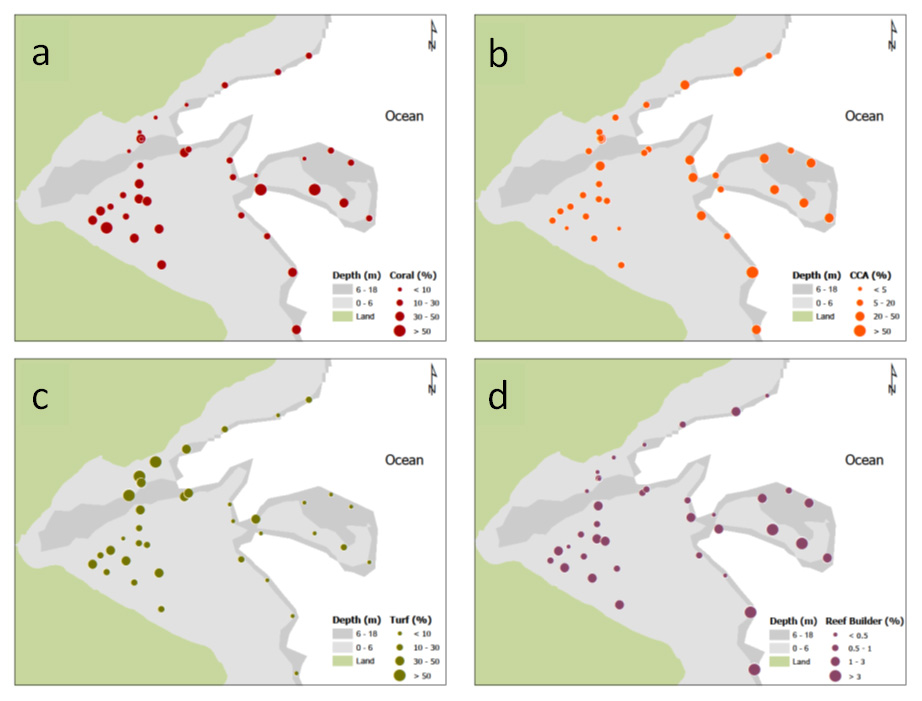 a
N
Ocean
Depth (m) Coral (%)
6 - 18 < 10
0 - 6 10 - 30
Land 30 - 50
> 50
b
N
Ocean
Depth (m) CCA (%)
6 - 18 < 5
0 - 6 5 - 20
Land 20 - 50
> 50
c
N
Ocean
Depth (m) Turf (%)
6 - 18 < 10
0 - 6 10 - 30
Land 30 - 50
> 50
d
N
Ocean
Depth (m) Reef Builder (%)
6 - 18 < 0.5
0 - 6 0.5 - 1
Land 1 - 3
> 3